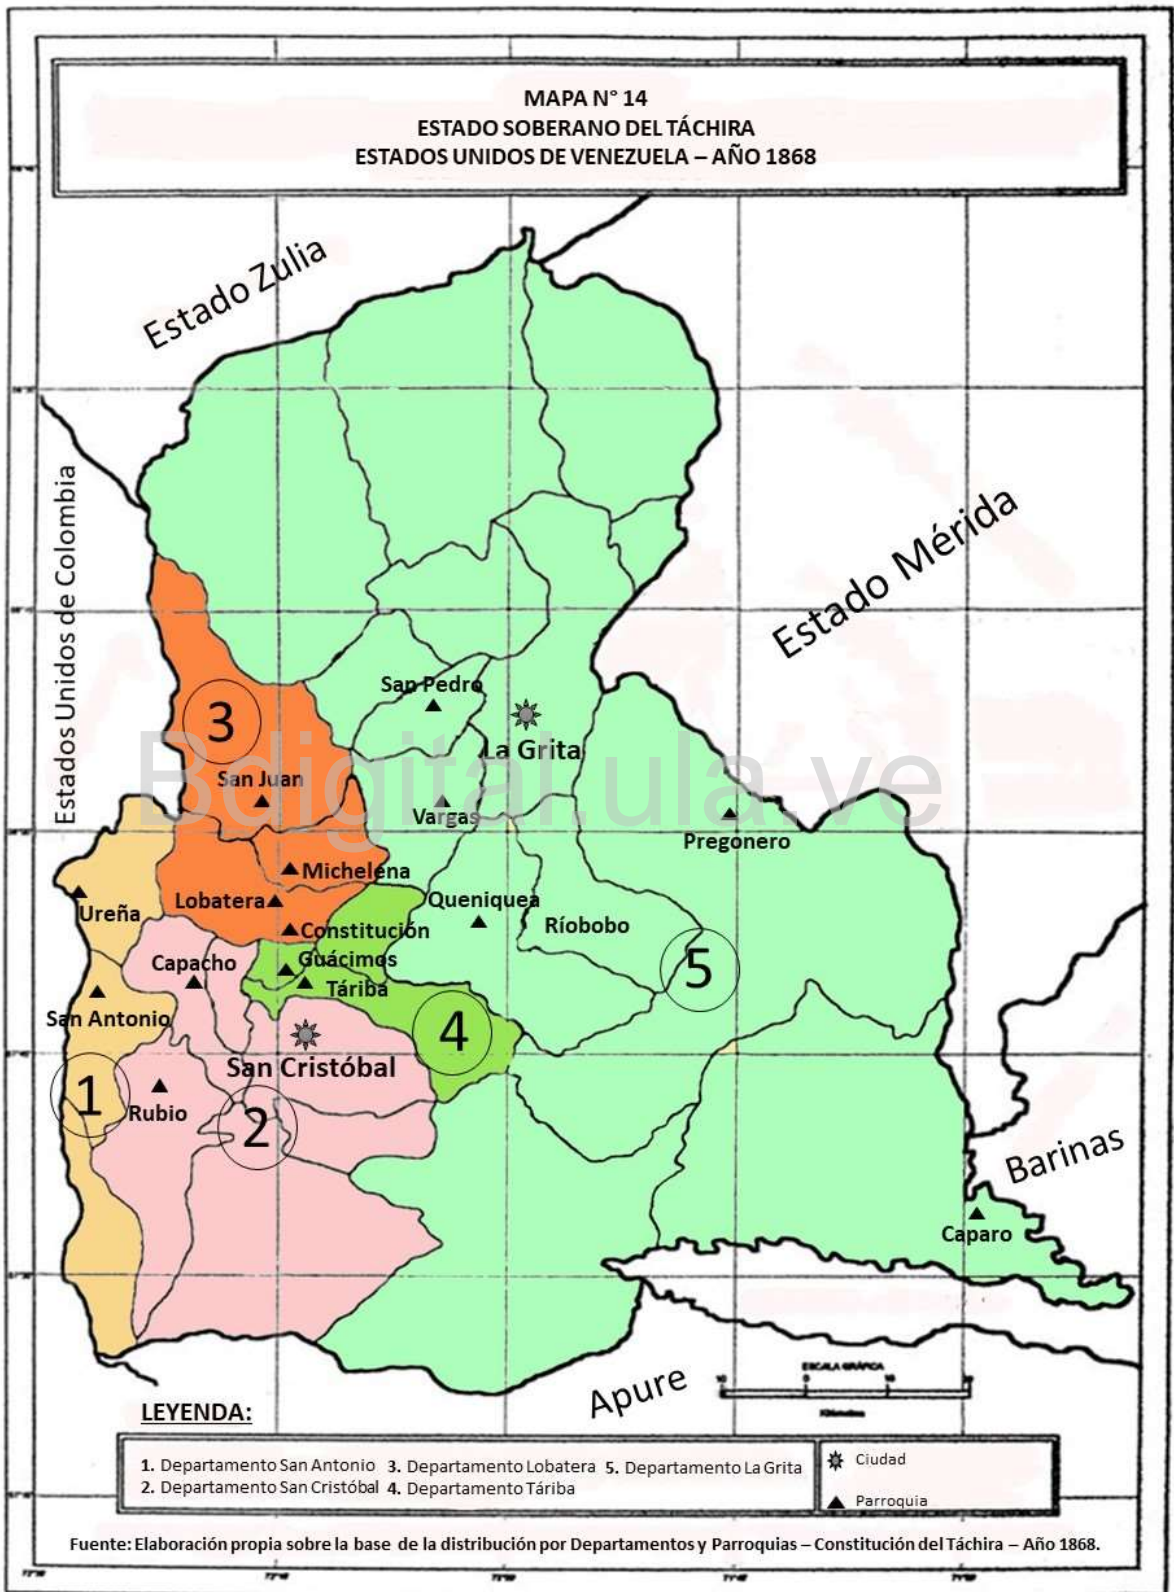 MAPA N° 14
ESTADO SOBERANO DEL TÁCHIRA
ESTADOS UNIDOS DE VENEZUELA – AÑO 1868
Estado Zulia
Estados Unidos de Colombia
Estado Mérida
San Pedro
3
La Grita
San Juan
Bdigital.ula.ve
Vargas
Pregonero
Michelena
Ureña
Lobatera
Queniquea
Constitución
Ríobobo
Capacho
Guácimos
5
Táriba
San Antonio
4
San Cristóbal
1
Rubio
2
Barinas
Caparo
Apure
ESCALA GRÁFICA
Kilómetros
LEYENDA:
1. Departamento San Antonio 3. Departamento Lobatera 5. Departamento La Grita
2. Departamento San Cristóbal 4. Departamento Táriba
Ciudad
Parroquia
Fuente: Elaboración propia sobre la base de la distribución por Departamentos y Parroquias – Constitución del Táchira – Año 1868.